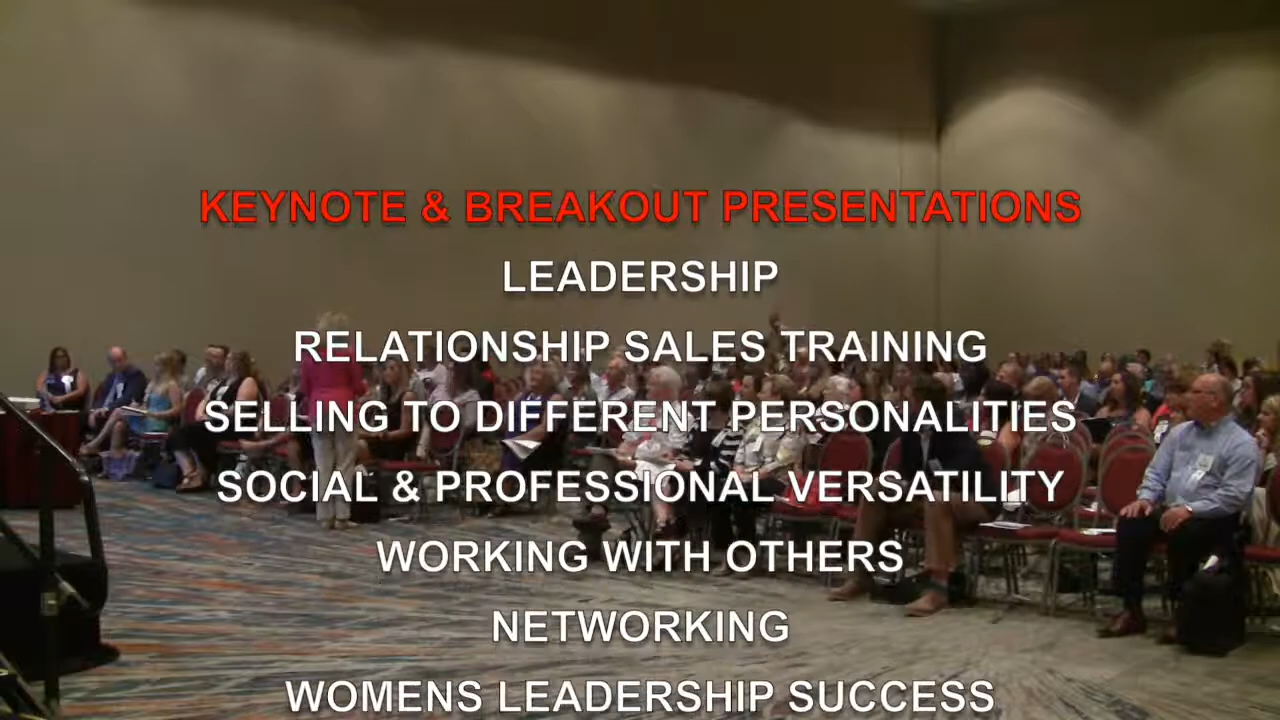 KEYNOTE & BREAKOUT PRESENTATIONS
LEADERSHIP
RELATIONSHIP SALES TRAINING
SELLING TO DIFFERENT PERSONALITIES
SOCIAL & PROFESSIONAL VERSATILITY
WORKING WITH OTHERS
NETWORKING
WOMENS LEADERSHIP SUCCESS